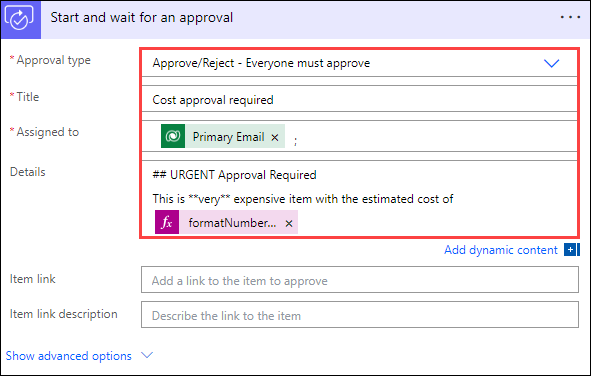 Start and wait for an approval ...
* Approval type Approve/Reject - Everyone must approve
* Title Cost approval required
* Assigned to Primary Email × ;
Details ## URGENT Approval Required
This is **very** expensive item with the estimated cost of
fx formatNumber... ×
Add dynamic content +
Item link Add a link to the item to approve
Item link description Describe the link to the item
Show advanced options